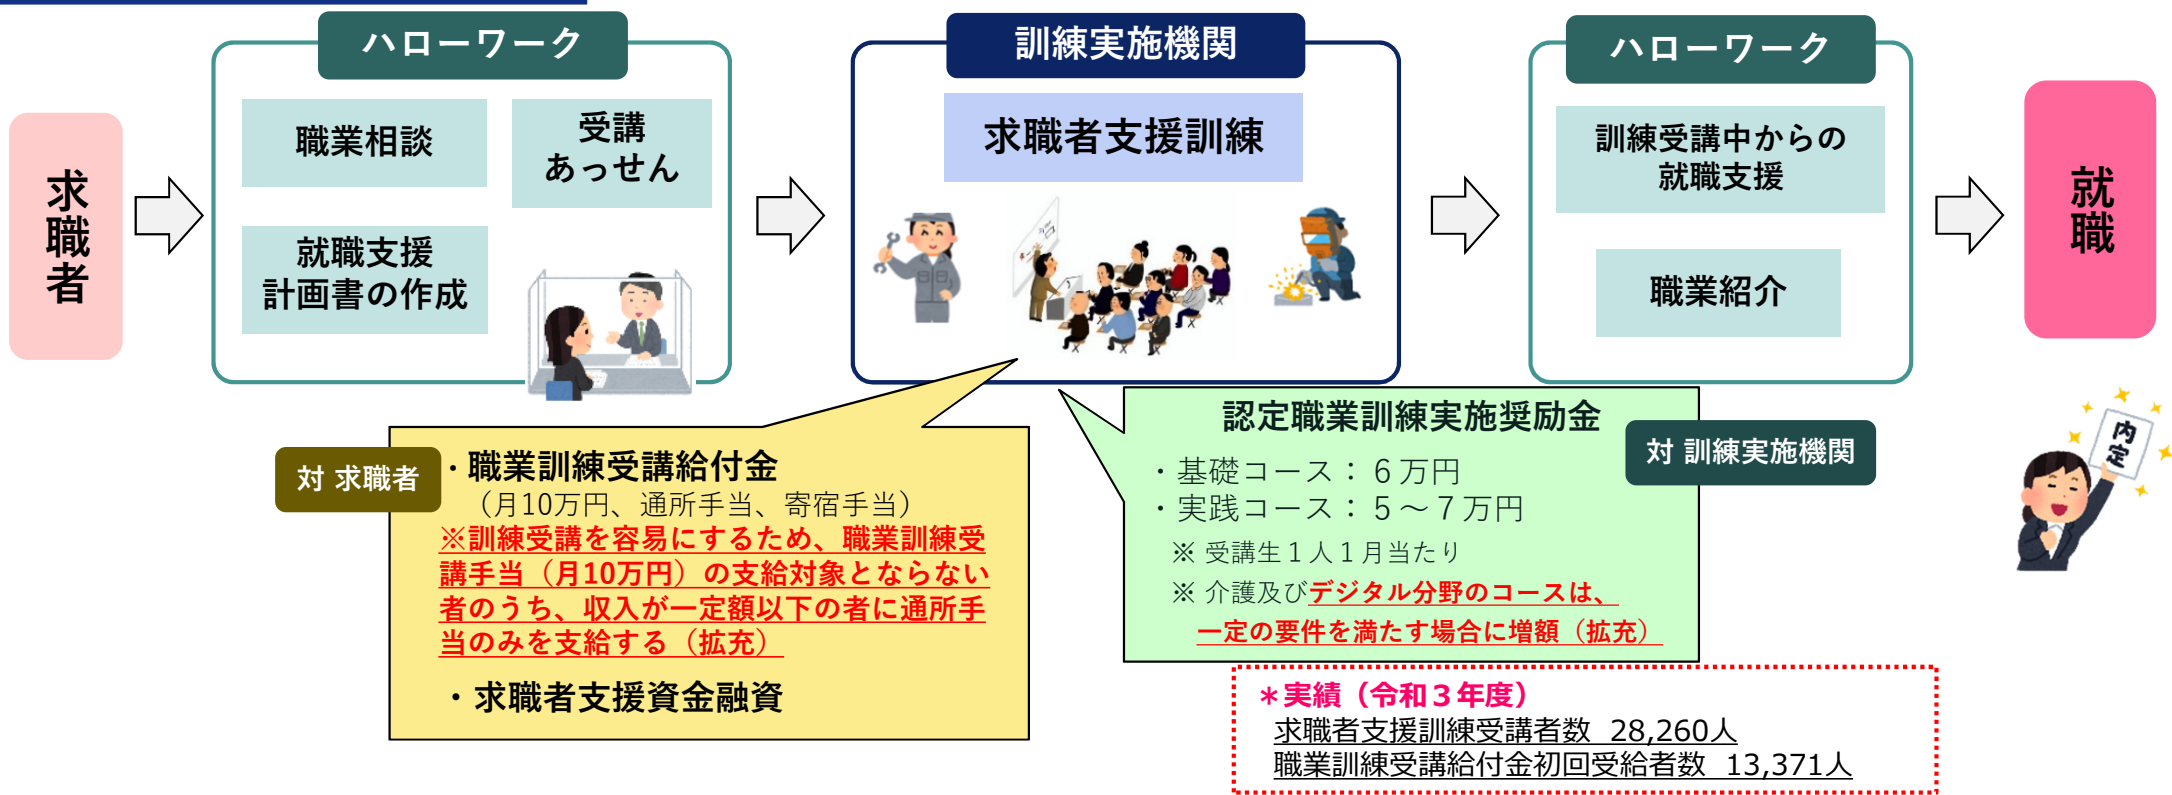 求職者
ハローワーク
職業相談
受講
あっせん
就職支援
計画書の作成
訓練実施機関
求職者支援訓練
ハローワーク
訓練受講中からの
就職支援
職業紹介
就職
対 求職者
・職業訓練受講給付金
（月10万円、通所手当、寄宿手当）
※訓練受講を容易にするため、職業訓練受
講手当（月10万円）の支給対象とならない
者のうち、収入が一定額以下の者に通所手
当のみを支給する（拡充）
・求職者支援資金融資
認定職業訓練実施奨励金
対 訓練実施機関
・基礎コース：６万円
・実践コース：５～７万円
※ 受講生１人１月当たり
※ 介護及びデジタル分野のコースは、
一定の要件を満たす場合に増額（拡充）
内定
＊実績（令和３年度）
求職者支援訓練受講者数 28,260人
職業訓練受講給付金初回受給者数 13,371人